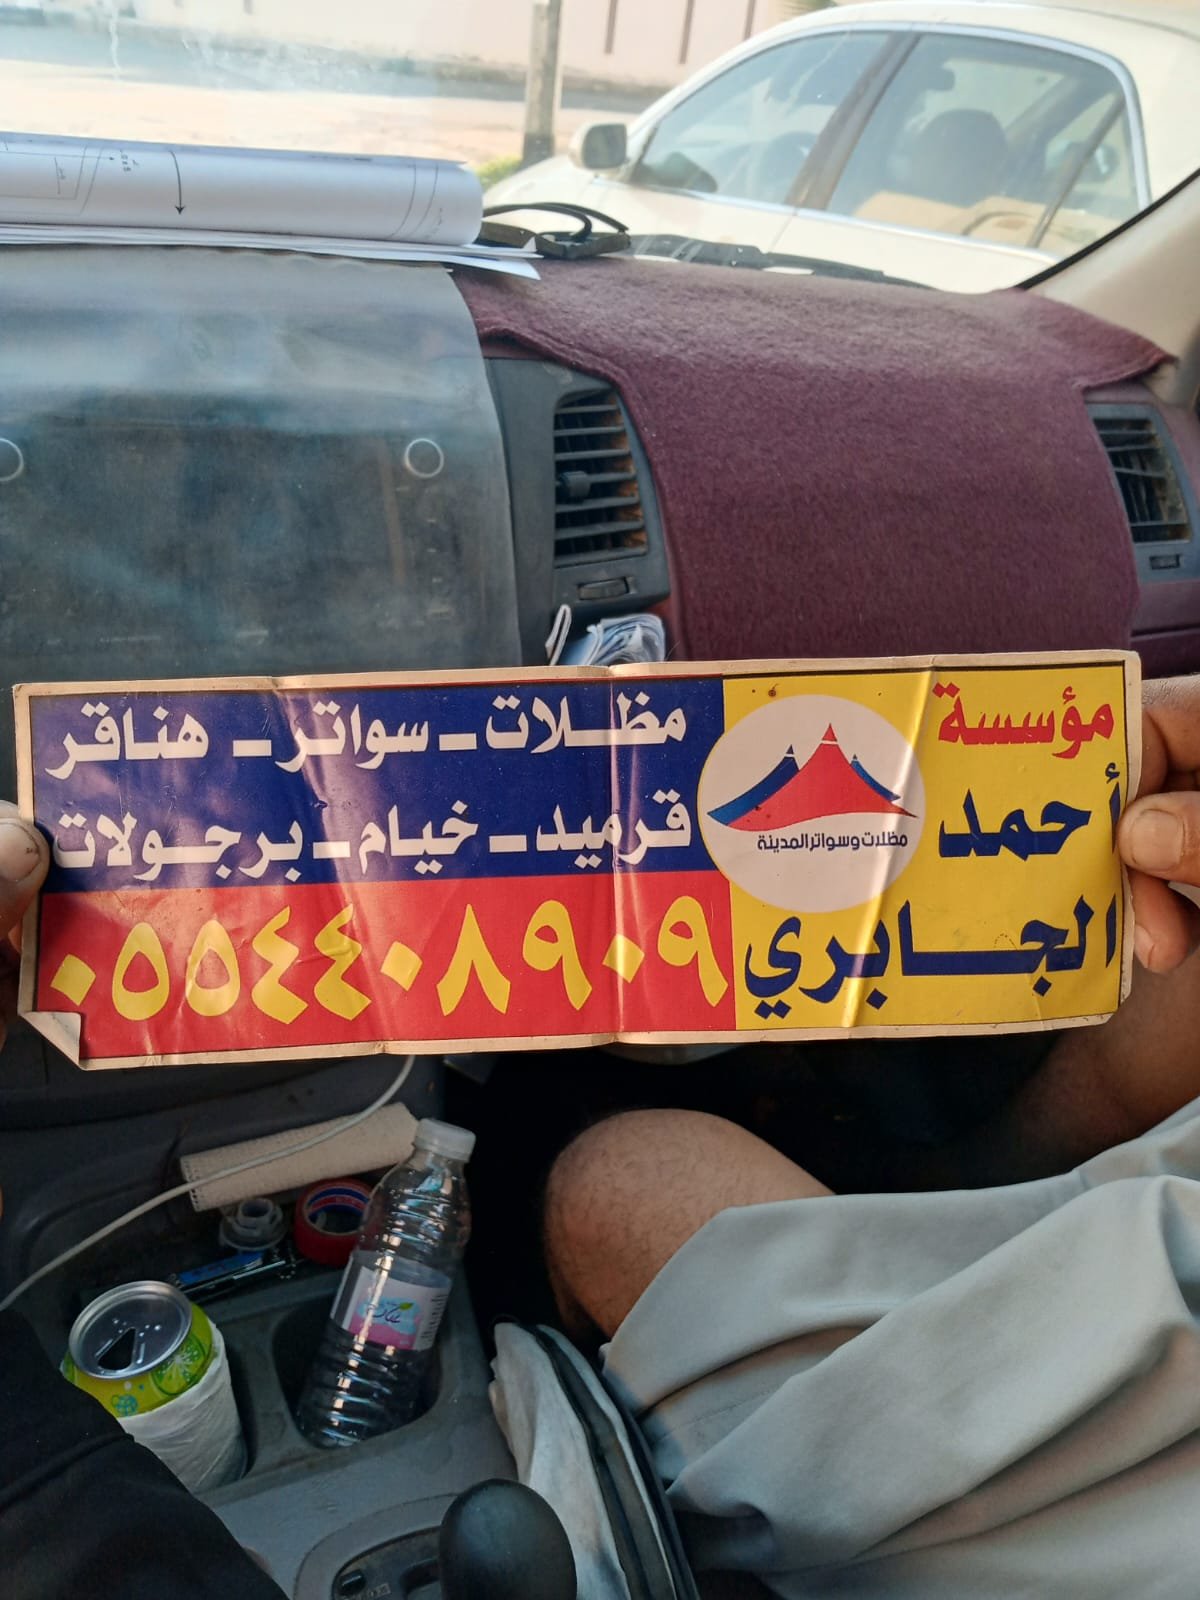 مؤسسة
أحمد
الجابري
مظلات وسواتر المدينة
مظلات - سواتر - هناقر
قرميد - خيام - برجولات
٠٥٥٤٤٠٨٩٠٩